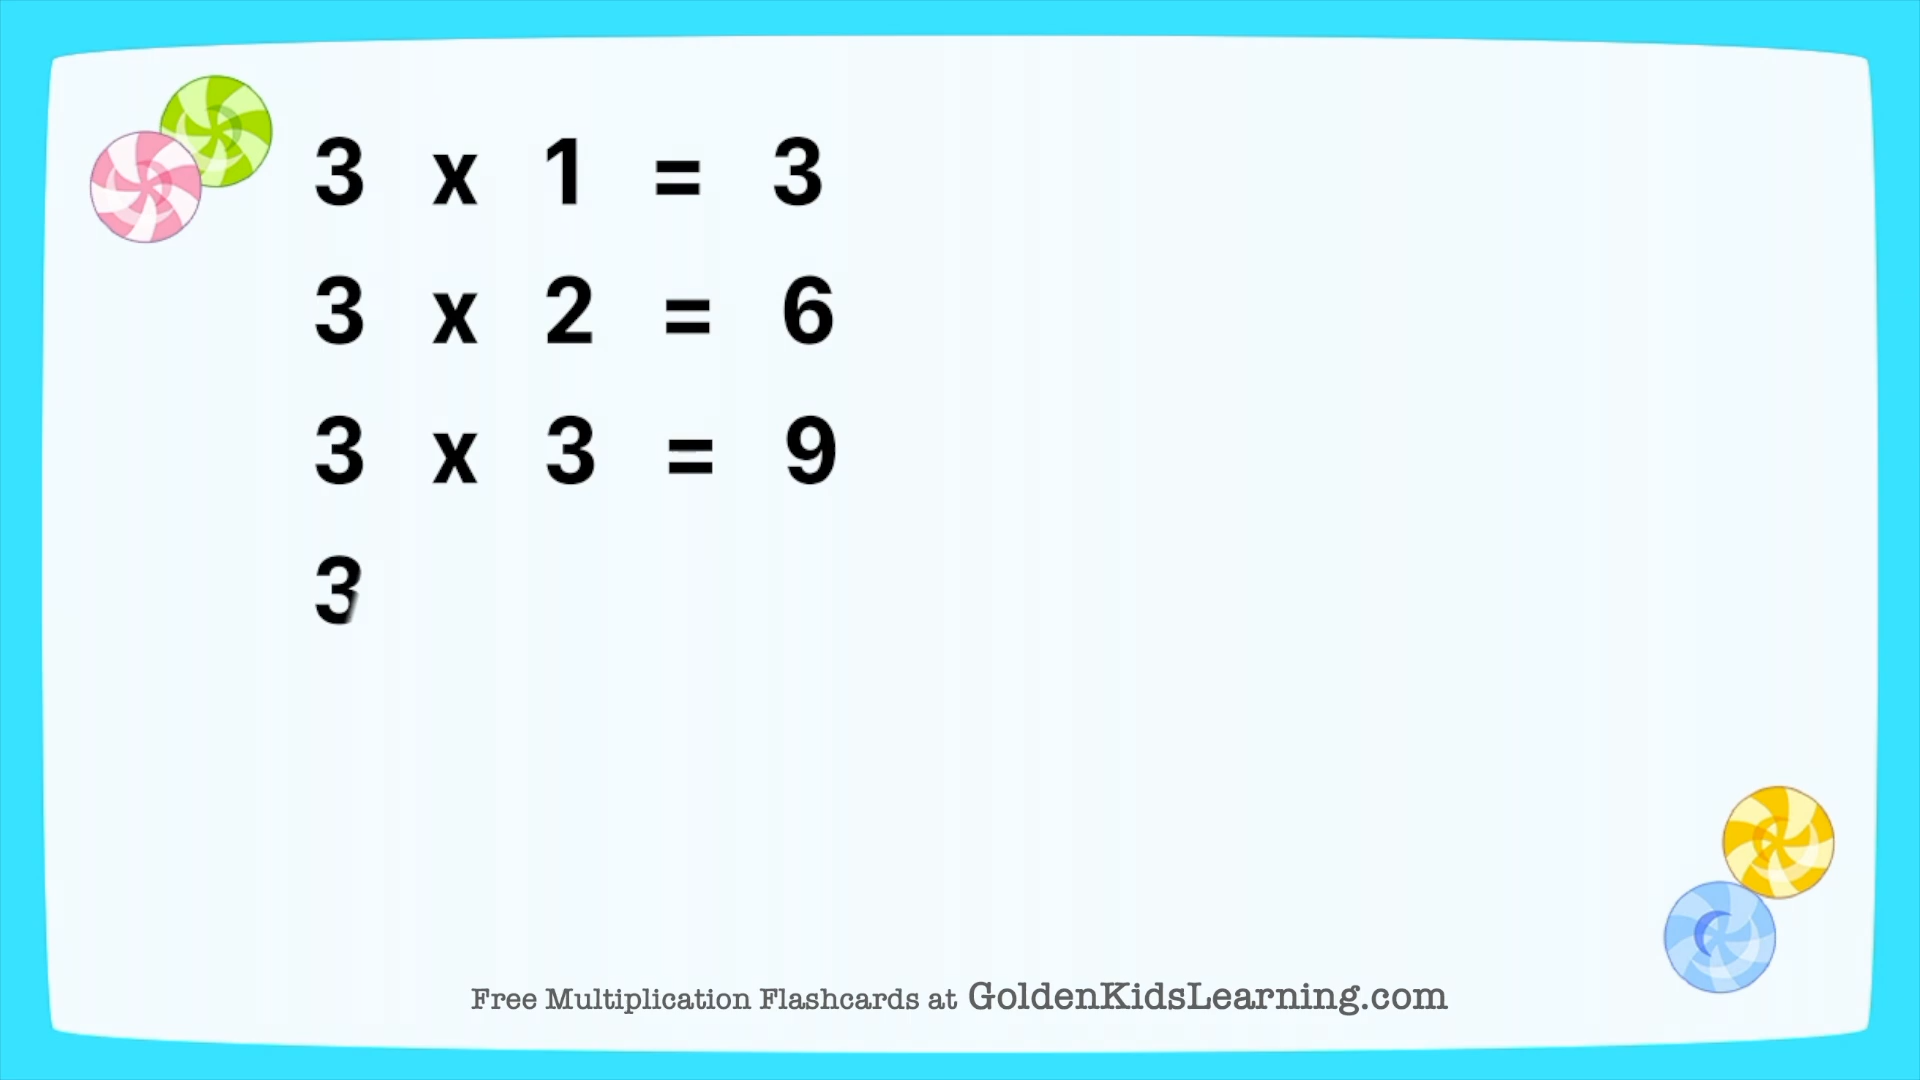 3 x 1 = 3
3 x 2 = 6
3 x 3 = 9
3
Free Multiplication Flashcards at GoldenKidsLearning.com